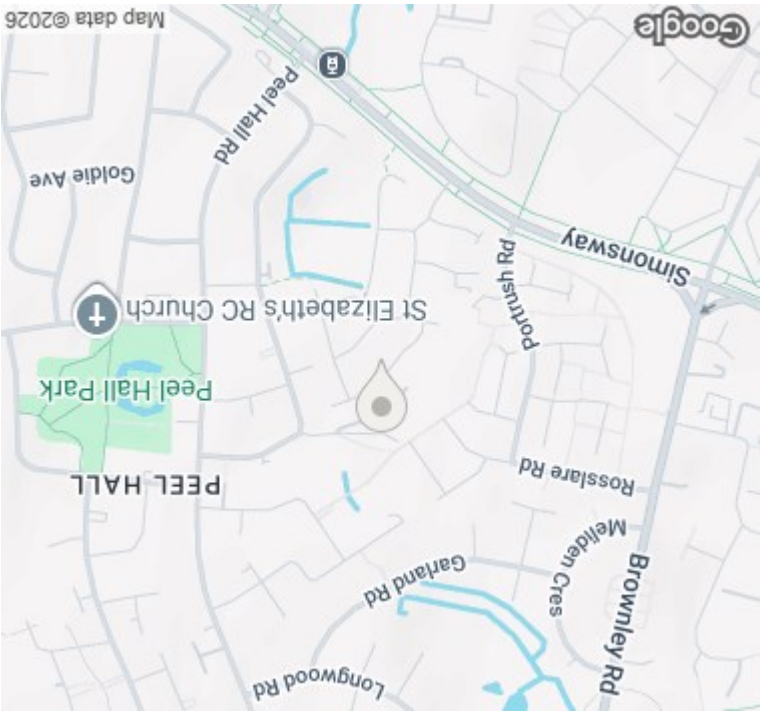 Longwood Rd
Brownley Rd
Garland Rd
Meliden Cres
Rosslare Rd
PEEL HALL
Peel Hall Park
St Elizabeth's RC Church
Portrush Rd
Simonsway
Goldie Ave
Peel Hall Rd
Google
Map data ©2026